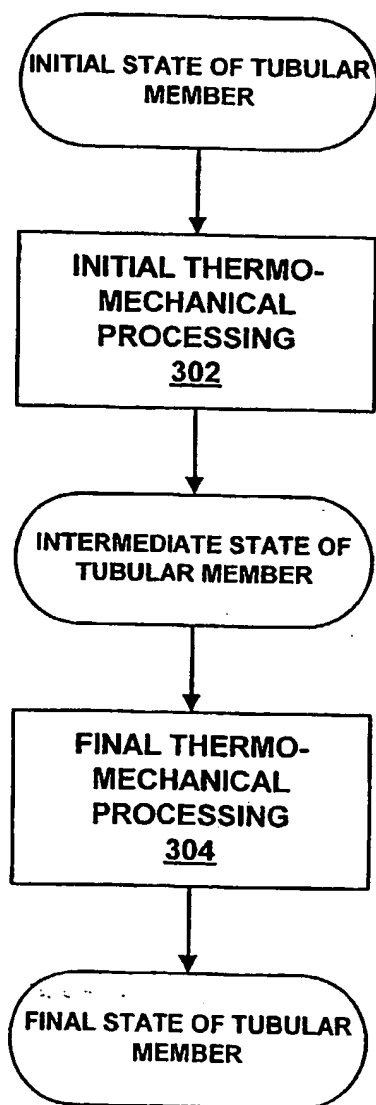 INITIAL STATE OF TUBULAR
MEMBER
INITIAL THERMO-
MECHANICAL
PROCESSING
302
INTERMEDIATE STATE OF
TUBULAR MEMBER
FINAL THERMO-
MECHANICAL
PROCESSING
304
FINAL STATE OF TUBULAR
MEMBER